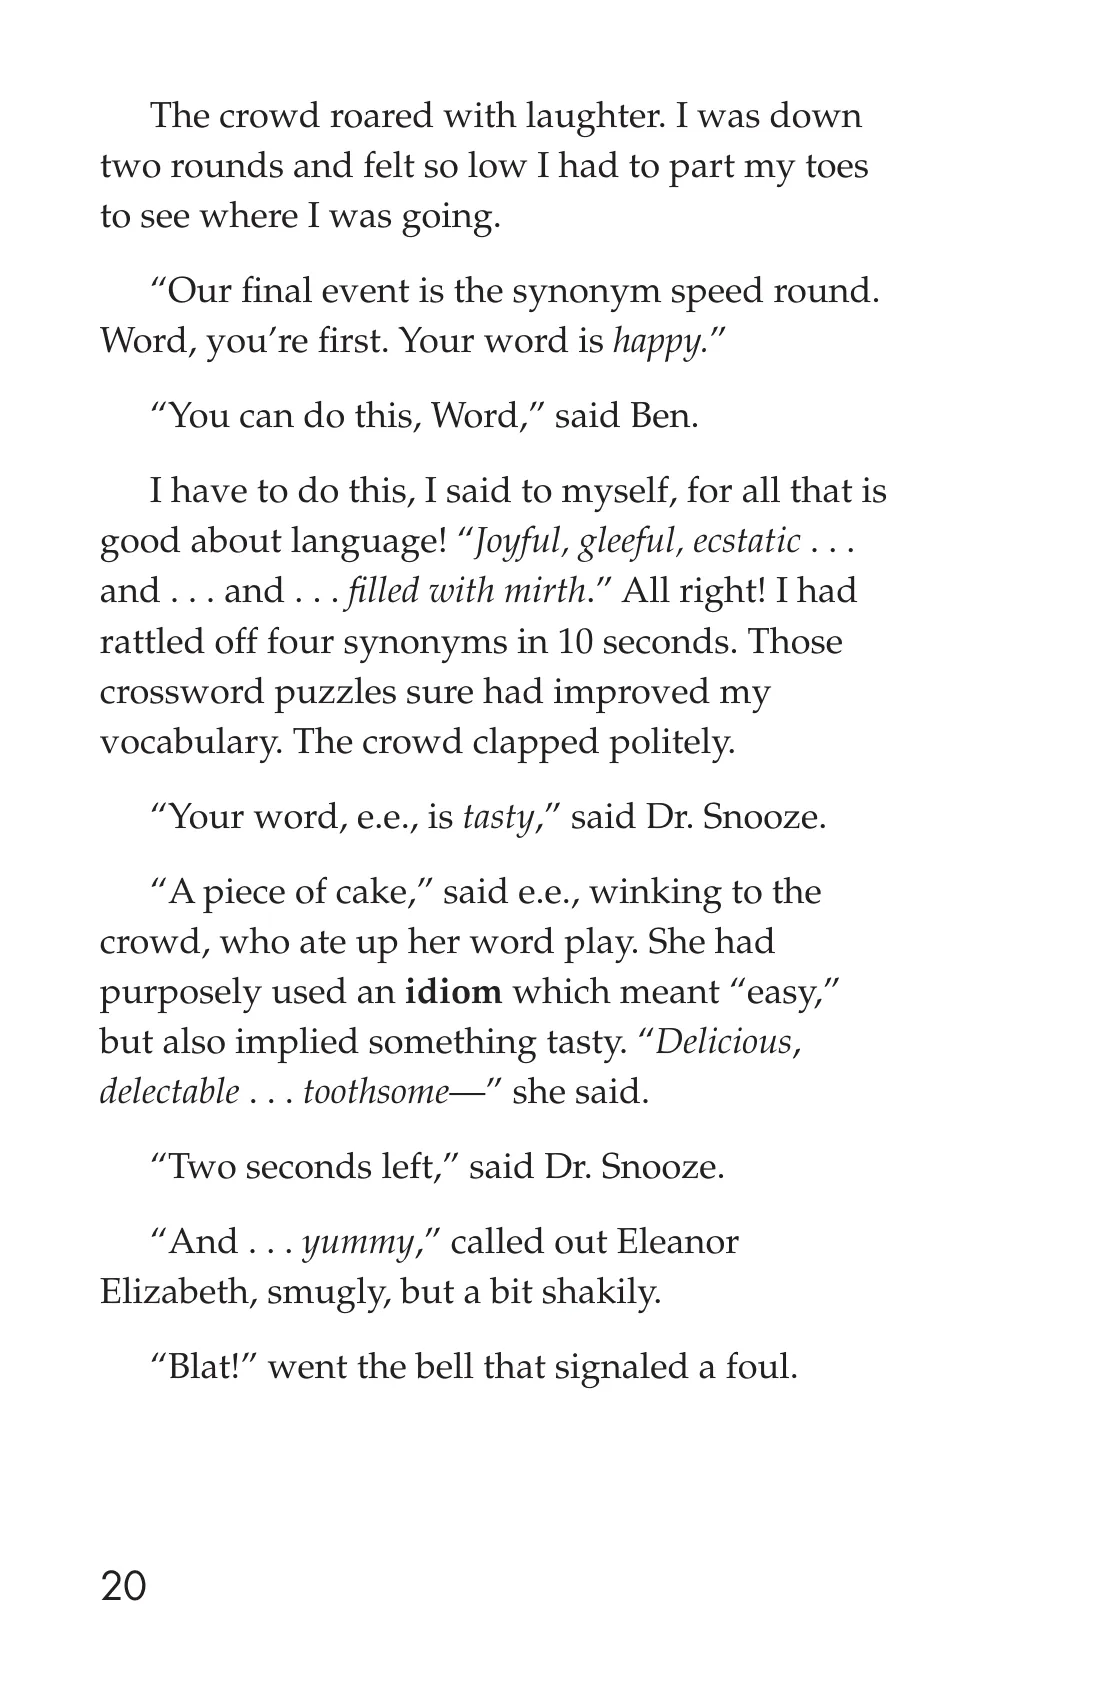 The crowd roared with laughter. I was down
two rounds and felt so low I had to part my toes
to see where I was going.
“Our final event is the synonym speed round.
Word, you’re first. Your word is happy.”
“You can do this, Word,” said Ben.
I have to do this, I said to myself, for all that is
good about language! “Joyful, gleeful, ecstatic . . .
and . . . and . . . filled with mirth.” All right! I had
rattled off four synonyms in 10 seconds. Those
crossword puzzles sure had improved my
vocabulary. The crowd clapped politely.
“Your word, e.e., is tasty,” said Dr. Snooze.
“A piece of cake,” said e.e., winking to the
crowd, who ate up her word play. She had
purposely used an idiom which meant “easy,”
but also implied something tasty. “Delicious,
delectable . . . toothsome—” she said.
“Two seconds left,” said Dr. Snooze.
“And . . . yummy,” called out Eleanor
Elizabeth, smugly, but a bit shakily.
“Blat!” went the bell that signaled a foul.
20